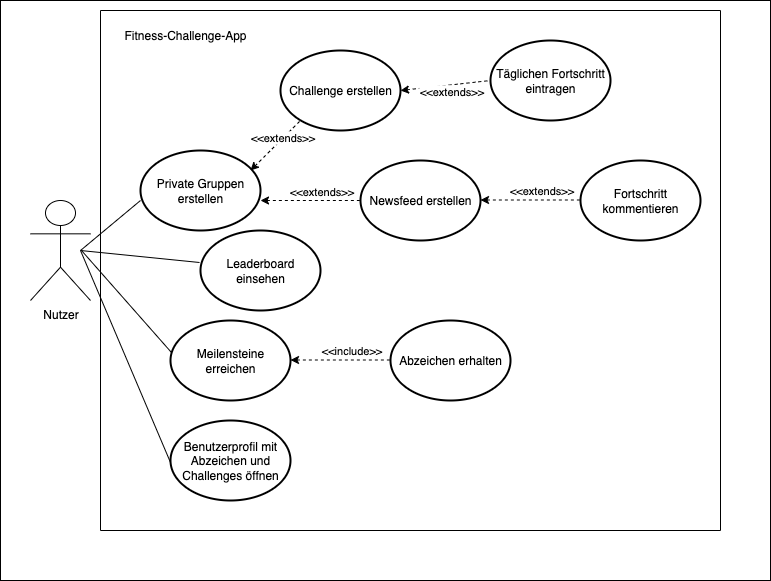 Fitness-Challenge-App
Challenge erstellen
<<extends>>
Täglichen Fortschritt
eintragen
<<extends>>
Private Gruppen
erstellen
<<extends>>
Newsfeed erstellen
<<extends>>
Fortschritt
kommentieren
Nutzer
Leaderboard
einsehen
Meilensteine
erreichen
<<include>>
Abzeichen erhalten
Benutzerprofil mit
Abzeichen und
Challenges öffnen